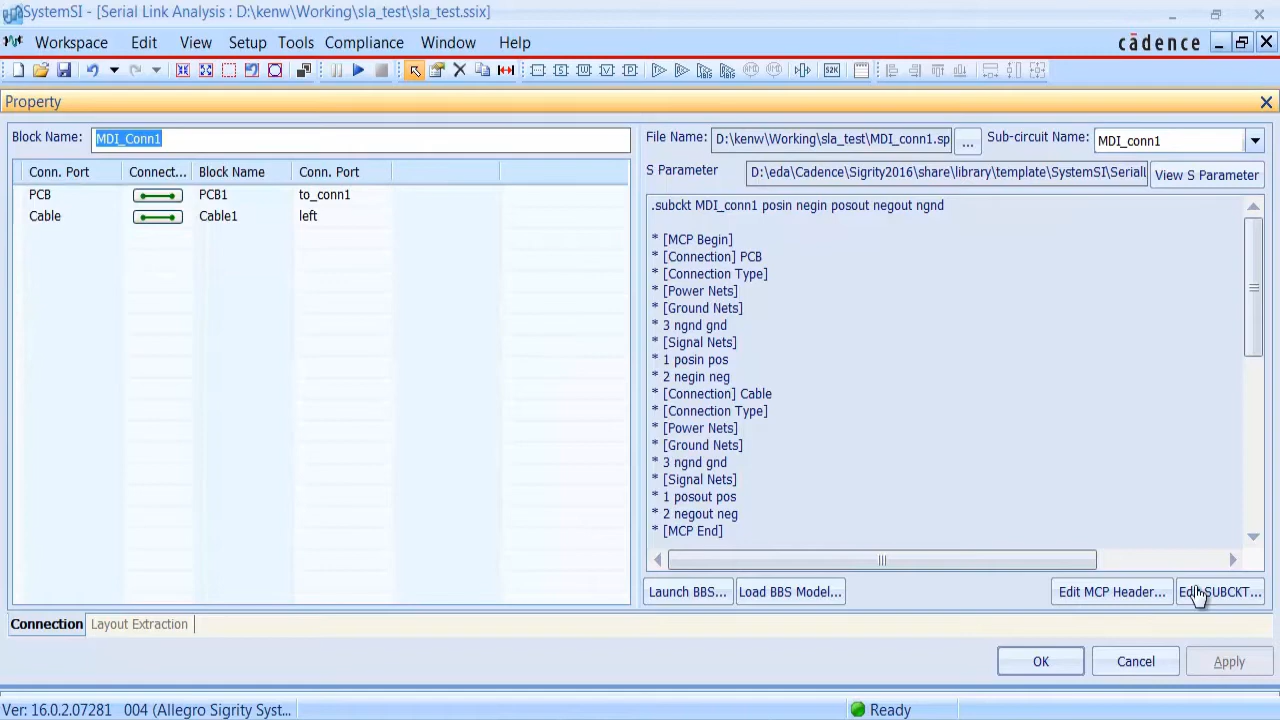 SystemSI - [Serial Link Analysis : D:\kenw\Working\sla_test\sla_test.ssix]
Workspace Edit View Setup Tools Compliance Window Help cādence
S2K
Property
Block Name: MDI_Conn1
Conn. Port Connect... Block Name Conn. Port
PCB PCB1 to_conn1
Cable Cable1 left
File Name: D:\kenw\Working\sla_test\MDI_conn1.sp ... Sub-circuit Name: MDI_conn1
S Parameter D:\eda\Cadence\Sigrity2016\share\library\template\SystemSI\Seriall View S Parameter
.subckt MDI_conn1 posin negin posout negout ngnd
* [MCP Begin]
* [Connection] PCB
* [Connection Type]
* [Power Nets]
* [Ground Nets]
* 3 ngnd gnd
* [Signal Nets]
* 1 posin pos
* 2 negin neg
* [Connection] Cable
* [Connection Type]
* [Power Nets]
* [Ground Nets]
* 3 ngnd gnd
* [Signal Nets]
* 1 posout pos
* 2 negout neg
* [MCP End]
Launch BBS... Load BBS Model... Edit MCP Header... Edit SUBCKT...
Connection Layout Extraction
OK Cancel Apply
Ver: 16.0.2.07281 004 (Allegro Sigrity Syst... Ready